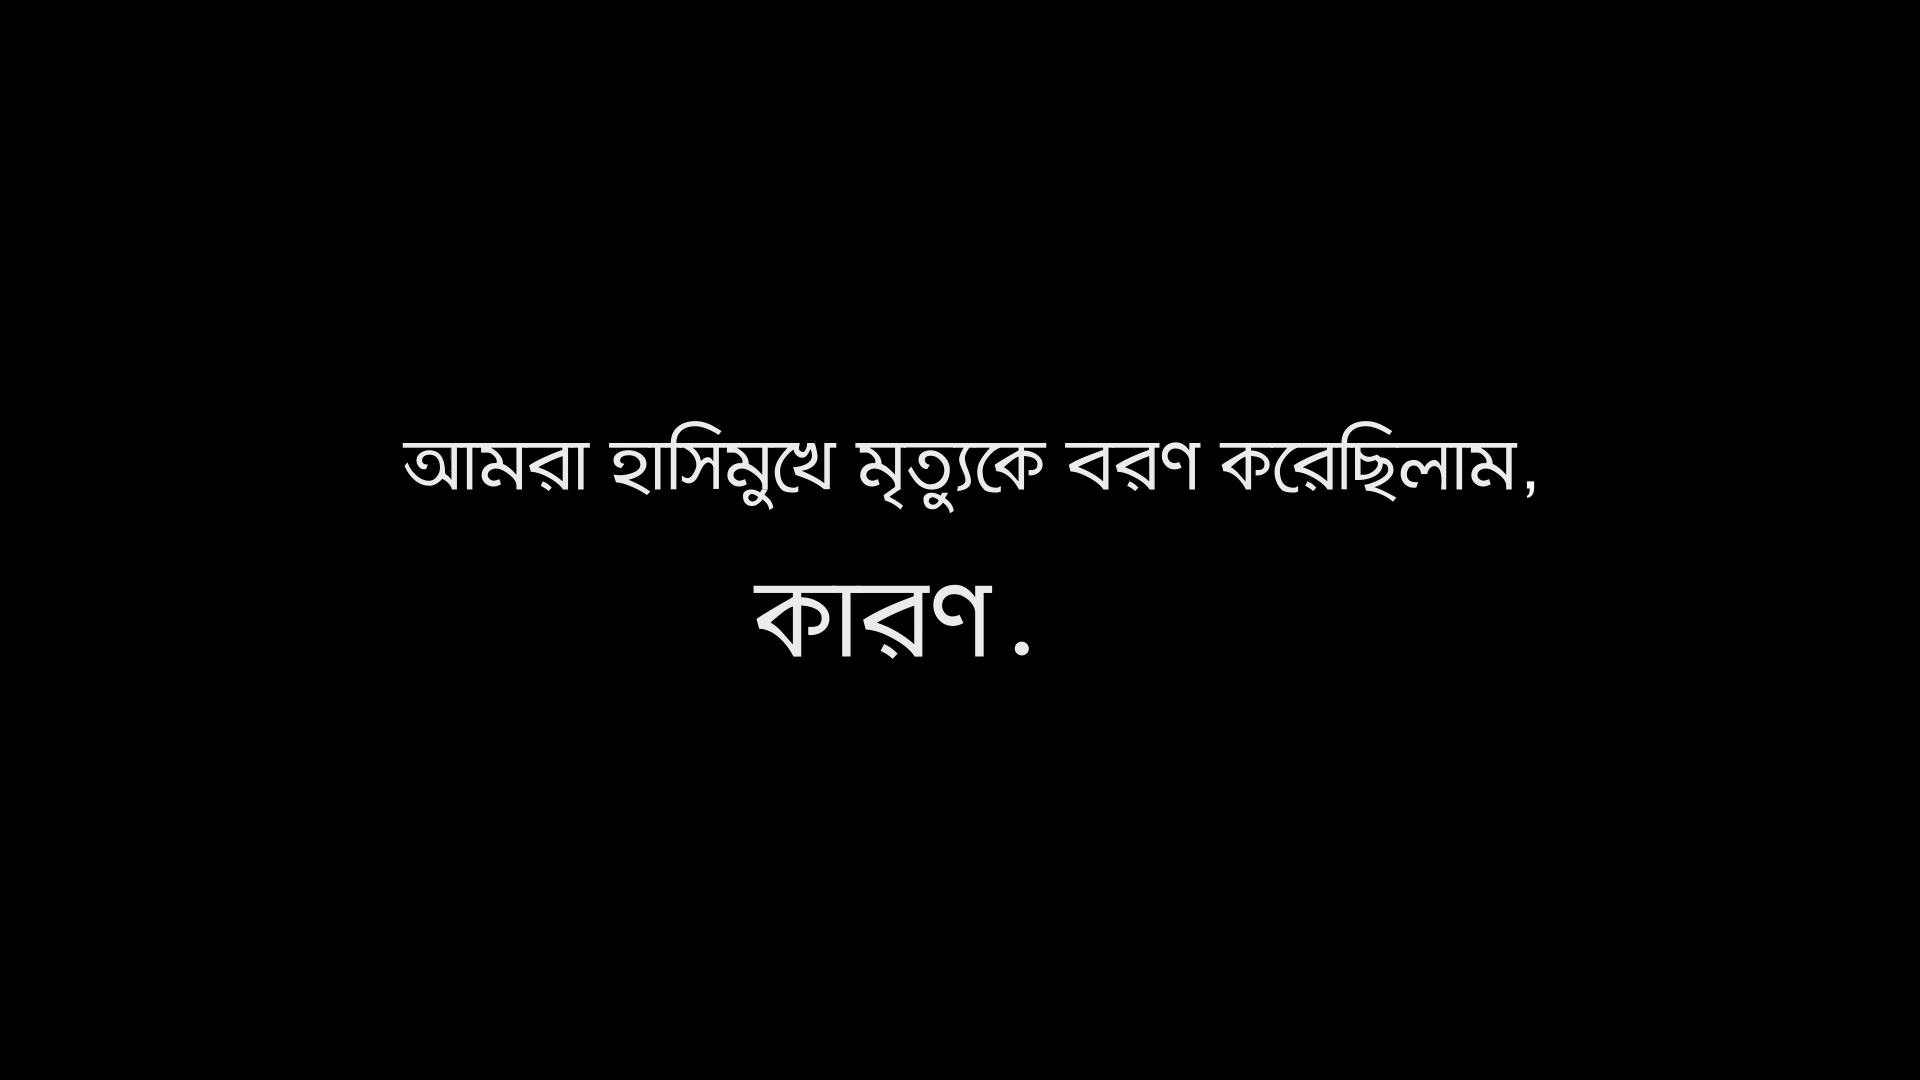 আমরা হাসিমুখে মৃত্যুকে বরণ করেছিলাম,
কারণ .